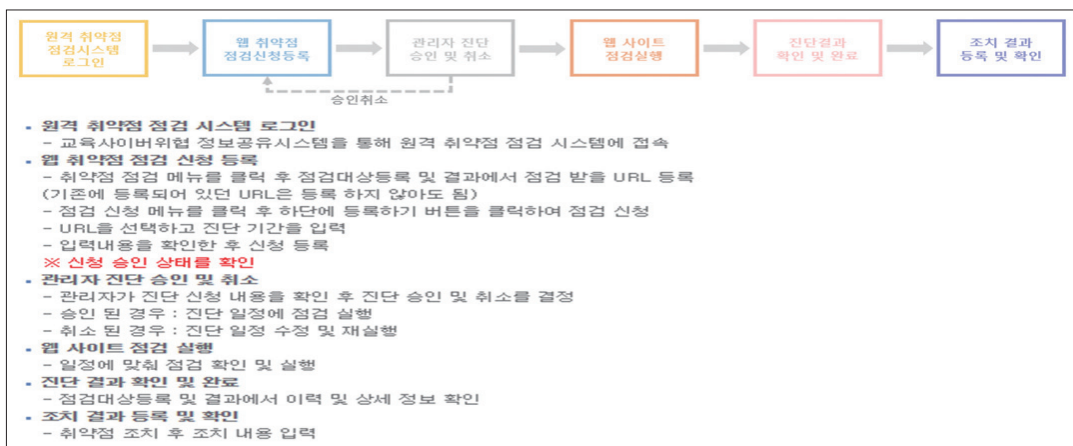 원격 취약점
점검시스템
로그인
웹 취약점
점검신청등록
관리자 진단
승인 및 취소
웹 사이트
점검실행
진단결과
확인 및 완료
조치 결과
등록 및 확인
승인취소
• 원격 취약점 점검 시스템 로그인
- 교육사이버위협 정보공유시스템을 통해 원격 취약점 점검 시스템에 접속
• 웹 취약점 점검 신청 등록
- 취약점 점검 메뉴를 클릭 후 점검대상등록 및 결과에서 점검 받을 URL 등록
(기존에 등록되어 있던 URL은 등록 하지 않아도 됨)
- 점검 신청 메뉴를 클릭 후 하단에 등록하기 버튼을 클릭하여 점검 신청
- URL을 선택하고 진단 기간을 입력
- 입력내용을 확인한 후 신청 등록
※ 신청 승인 상태를 확인
• 관리자 진단 승인 및 취소
- 관리자가 진단 신청 내용을 확인 후 진단 승인 및 취소를 결정
- 승인 된 경우 : 진단 일정에 점검 실행
- 취소 된 경우 : 진단 일정 수정 및 재실행
• 웹 사이트 점검 실행
- 일정에 맞춰 점검 확인 및 실행
• 진단 결과 확인 및 완료
- 점검대상등록 및 결과에서 이력 및 상세 정보 확인
• 조치 결과 등록 및 확인
- 취약점 조치 후 조치 내용 입력